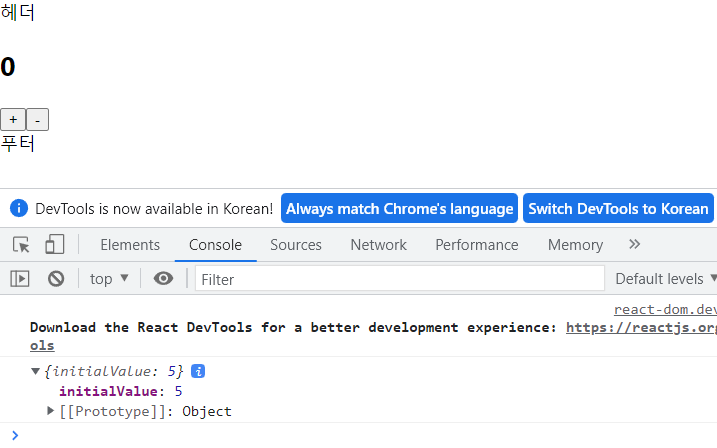 헤더
0
+ -
푸터
DevTools is now available in Korean! Always match Chrome's language Switch DevTools to Korean
Elements Console Sources Network Performance Memory »
top ▼ Filter Default levels ▼
react-dom.dev
Download the React DevTools for a better development experience: https://reactjs.org
ols
▼ {initialValue: 5} i
initialValue: 5
▶ [[Prototype]]: Object
>